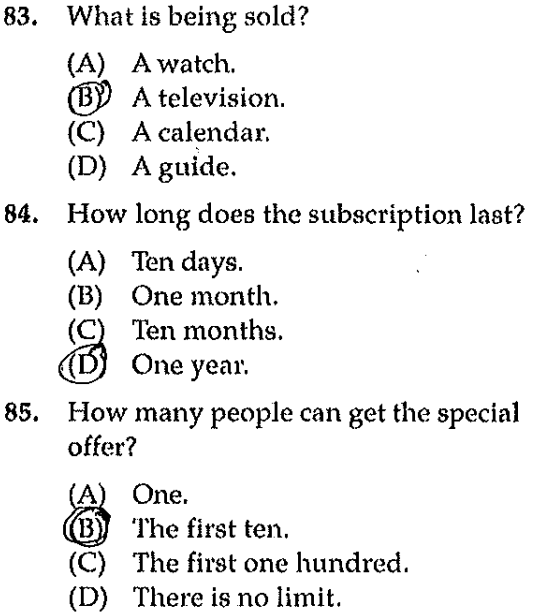 83. What is being sold?
(A) A watch.
(B) A television.
(C) A calendar.
(D) A guide.
84. How long does the subscription last?
(A) Ten days.
(B) One month.
(C) Ten months.
(D) One year.
85. How many people can get the special
offer?
(A) One.
(B) The first ten.
(C) The first one hundred.
(D) There is no limit.